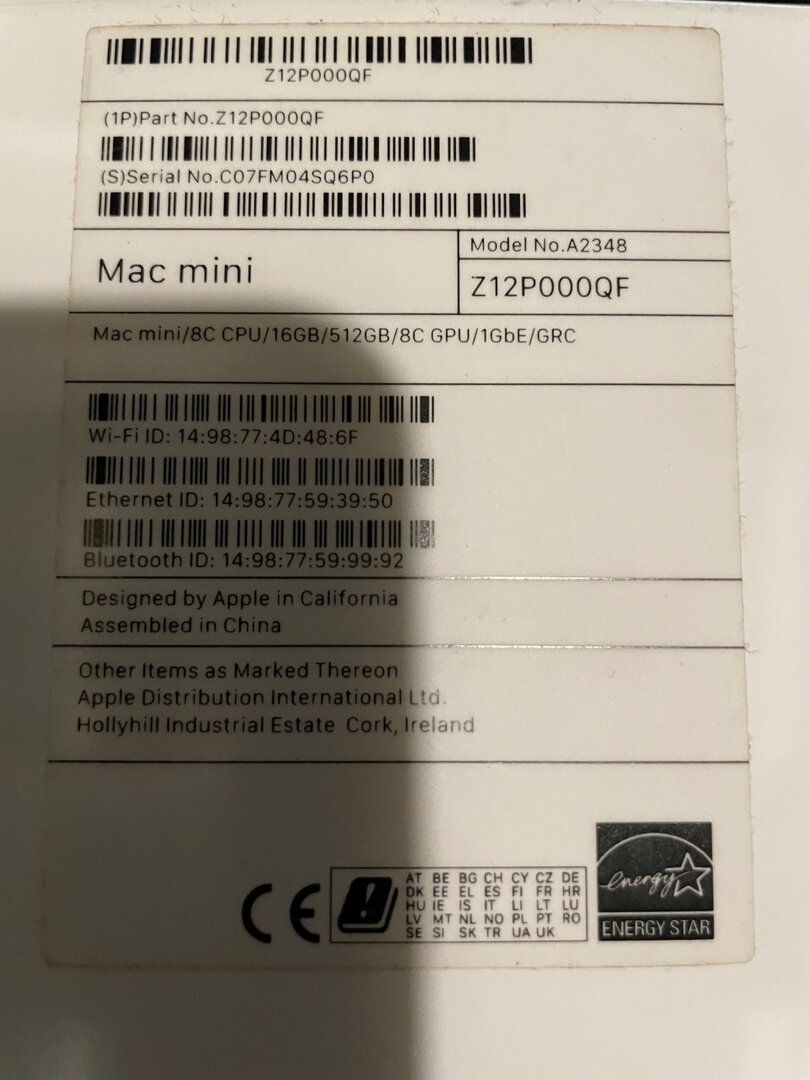 Z12P000QF
(1P)Part No.Z12P000QF
(S)Serial No.C07FM04SQ6P0
Mac mini
Model No.A2348
Z12P000QF
Mac mini/8C CPU/16GB/512GB/8C GPU/1GbE/GRC
Wi-Fi ID: 14:98:77:4D:48:6F
Ethernet ID: 14:98:77:59:39:50
Bluetooth ID: 14:98:77:59:99:92
Designed by Apple in California
Assembled in China
Other Items as Marked Thereon
Apple Distribution International Ltd.
Hollyhill Industrial Estate Cork, Ireland
CE
AT BE BG CH CY CZ DE
DK EE EL ES FI FR HR
HU IE IS IT LI LT LU
LV MT NL NO PL PT RO
SE SI SK TR UA UK
energy
ENERGY STAR